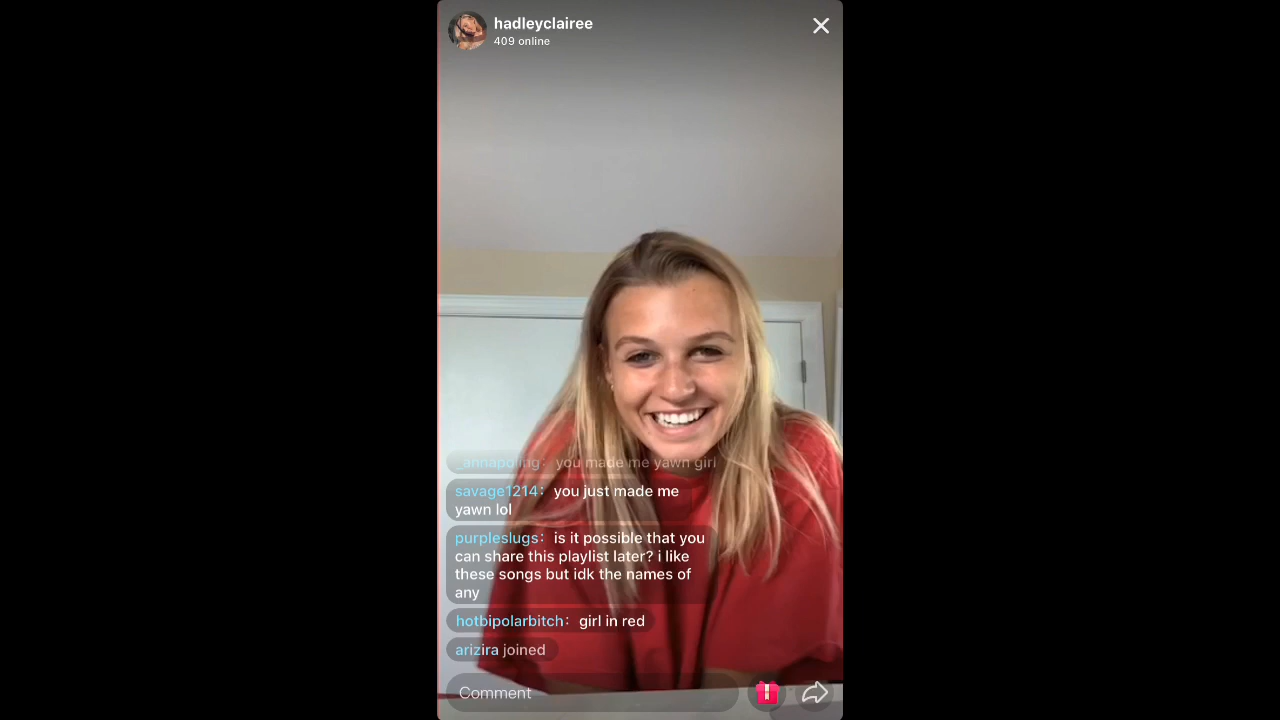 hadleyclairee
409 online
_annapoling: you made me yawn girl
savage1214: you just made me
yawn lol
purpleslugs: is it possible that you
can share this playlist later? i like
these songs but idk the names of
any
hotbipolarbitch: girl in red
arizira joined
Comment